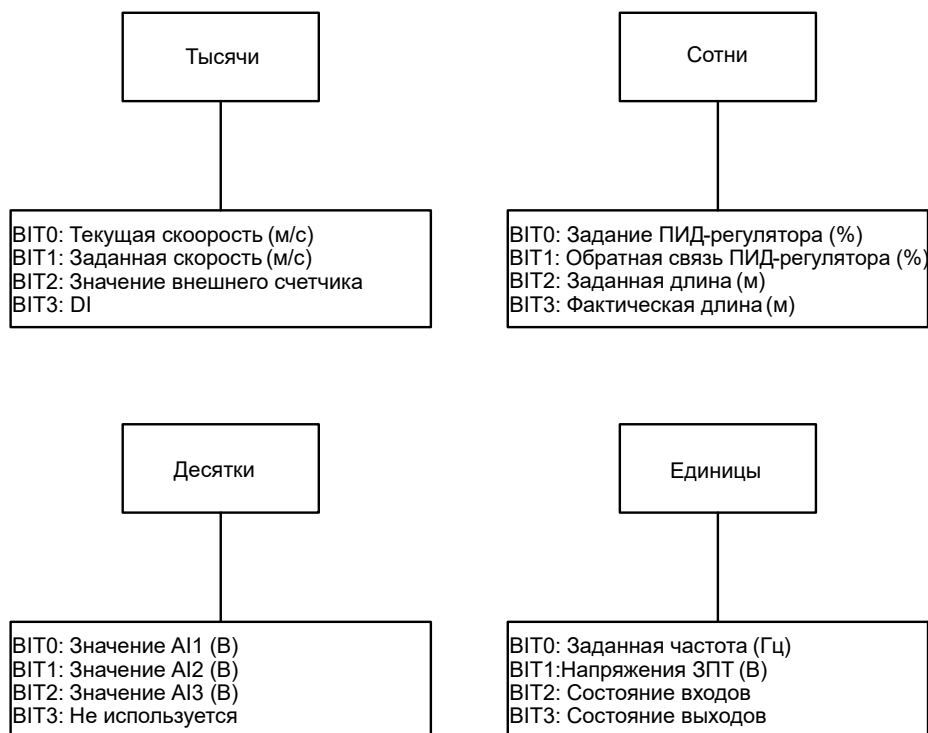 Тысячи
BIT0: Текущая скоорость (м/с)
BIT1: Заданная скорость (м/с)
BIT2: Значение внешнего счетчика
BIT3: DI
Сотни
BIT0: Задание ПИД-регулятора (%)
BIT1: Обратная связь ПИД-регулятора (%)
BIT2: Заданная длина (м)
BIT3: Фактическая длина (м)
Десятки
BIT0: Значение AI1 (В)
BIT1: Значение AI2 (В)
BIT2: Значение AI3 (В)
BIT3: Не используется
Единицы
BIT0: Заданная частота (Гц)
BIT1:Напряжения ЗПТ (В)
BIT2: Состояние входов
BIT3: Состояние выходов